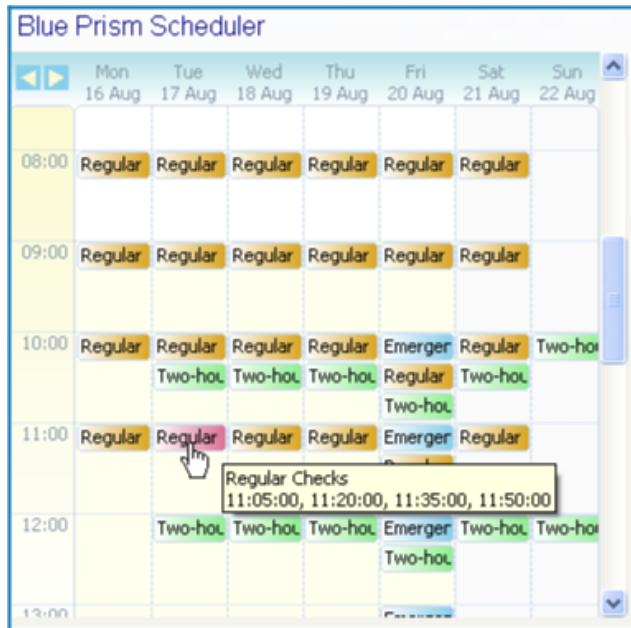 Blue Prism Scheduler
Mon Tue Wed Thu Fri Sat Sun
16 Aug 17 Aug 18 Aug 19 Aug 20 Aug 21 Aug 22 Aug
08:00 Regular Regular Regular Regular Regular Regular
09:00 Regular Regular Regular Regular Regular Regular
10:00 Regular Regular Regular Regular Emerger Regular Two-hou
Two-hou Two-hou Two-hou Regular Two-hou
Two-hou
11:00 Regular Regular Regular Regular Emerger Regular
Regular Checks
11:05:00, 11:20:00, 11:35:00, 11:50:00
12:00 Two-hou Two-hou Two-hou Emerger Two-hou Two-hou
Two-hou
13:00